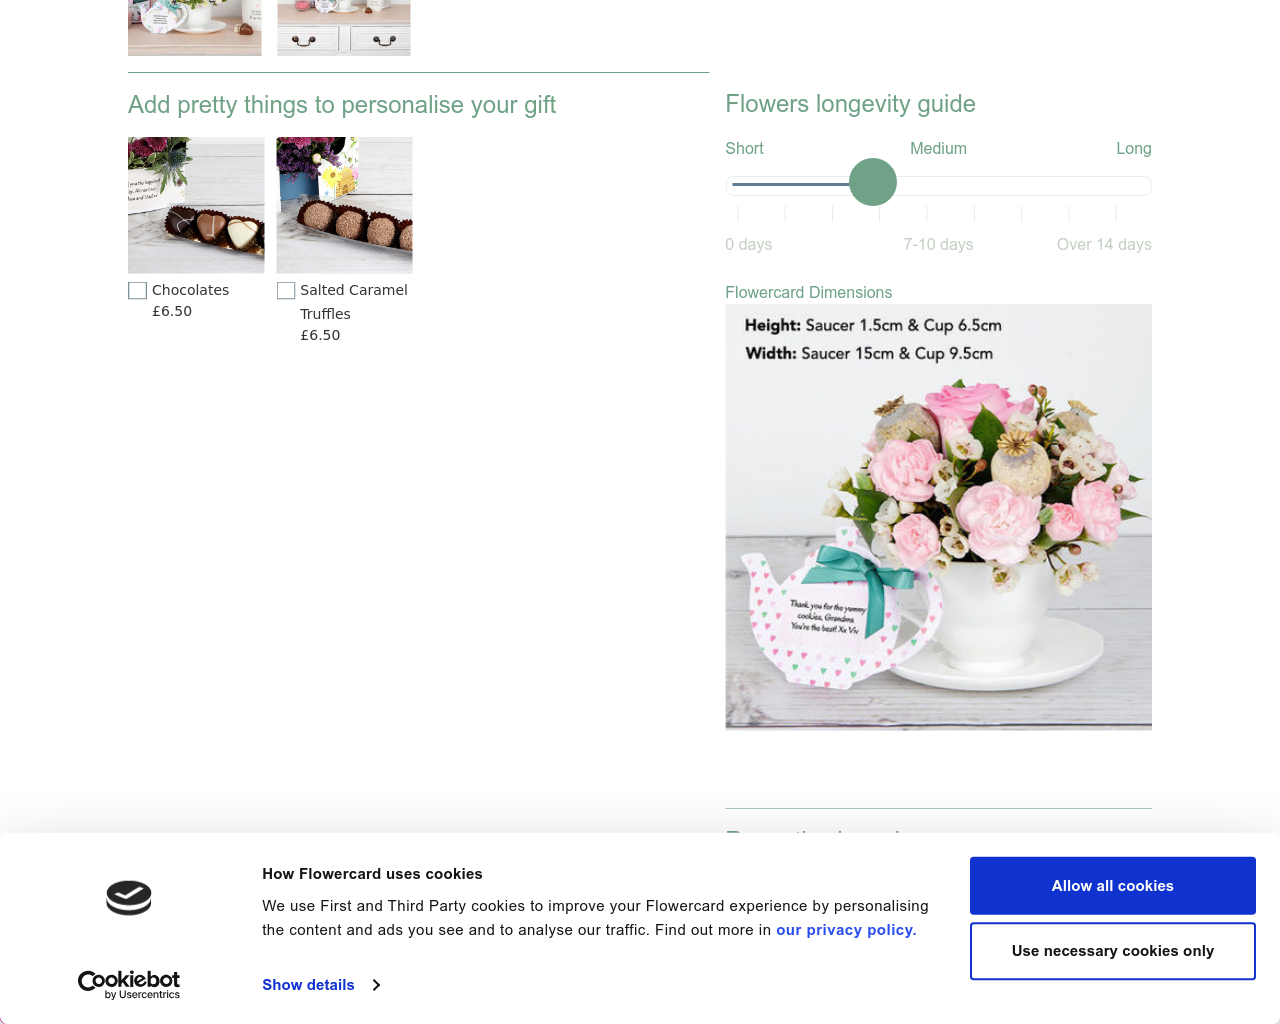 Add pretty things to personalise your gift
Chocolates
£6.50
Salted Caramel
Truffles
£6.50
Flowers longevity guide
Short
Medium
Long
0 days
7-10 days
Over 14 days
Flowercard Dimensions
Height: Saucer 1.5cm & Cup 6.5cm
Width: Saucer 15cm & Cup 9.5cm
Thank you for the yummy
cookies, Grandma.
You're the best! Xx Viv
How Flowercard uses cookies
We use First and Third Party cookies to improve your Flowercard experience by personalising
the content and ads you see and to analyse our traffic. Find out more in our privacy policy.
Show details
Allow all cookies
Use necessary cookies only
Cookiebot
by Usercentrics